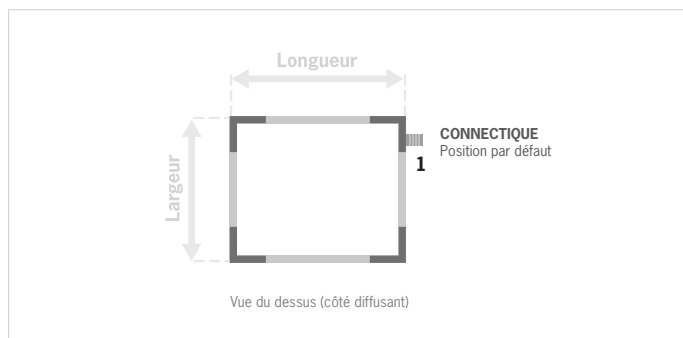 Longueur
Largeur
CONNECTIQUE
Position par défaut
1
Vue du dessus (côté diffusant)